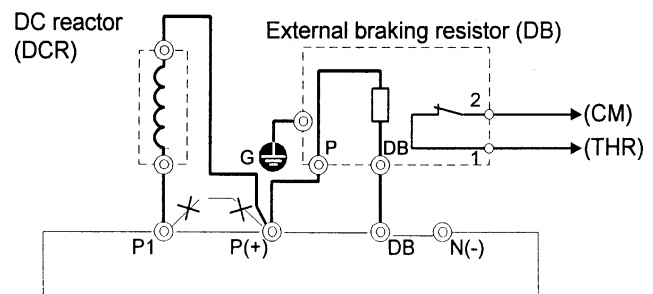 DC reactor
(DCR)
External braking resistor (DB)
2
(CM)
G
P
DB
1
(THR)
P1
P(+)
DB
N(-)